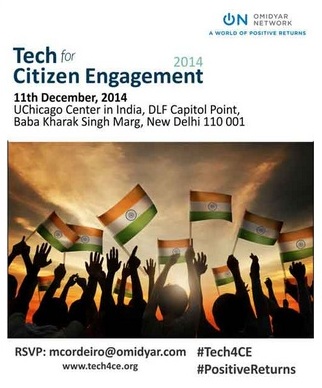 ON OMIDYAR
NETWORK
A WORLD OF POSITIVE RETURNS
Tech for 2014
Citizen Engagement
11th December, 2014
UChicago Center in India, DLF Capitol Point,
Baba Kharak Singh Marg, New Delhi 110 001
RSVP: mcordeiro@omidyar.com #Tech4CE
www.tech4ce.org #PositiveReturns